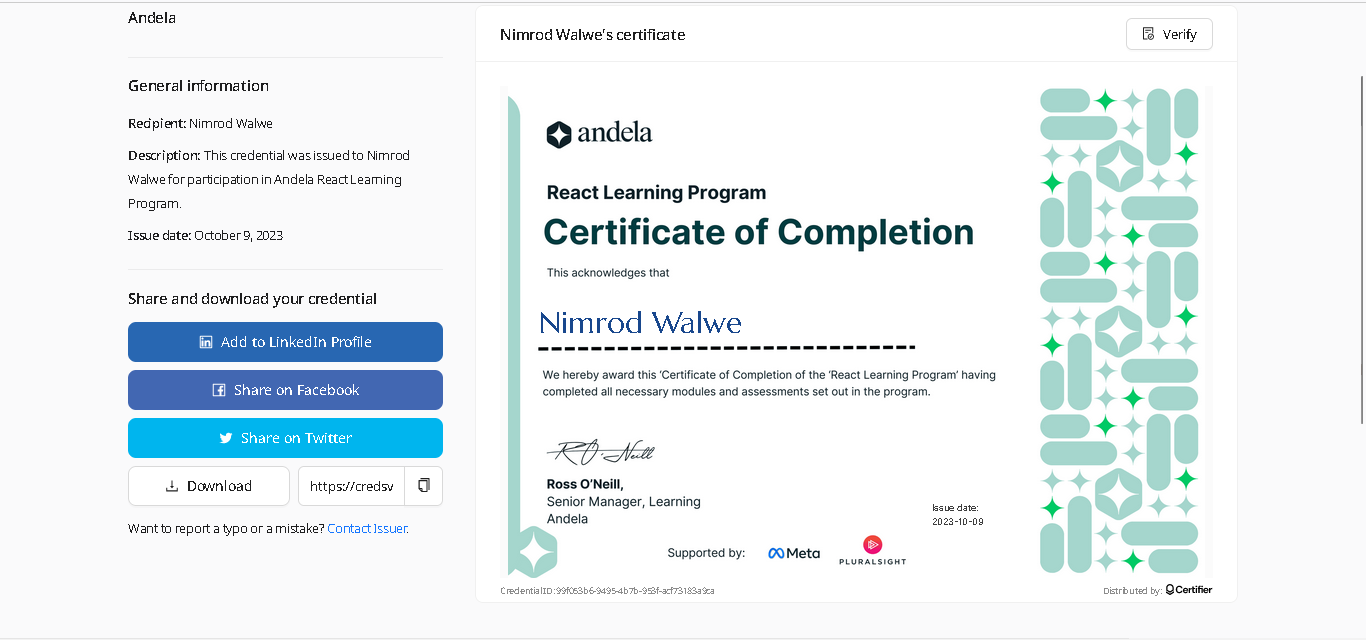 Andela
General information
Recipient: Nimrod Walwe
Description: This credential was issued to Nimrod
Walwe for participation in Andela React Learning
Program.
Issue date: October 9, 2023
Share and download your credential
Add to LinkedIn Profile
Share on Facebook
Share on Twitter
Download
https://credsv
Want to report a typo or a mistake? Contact Issuer.
Nimrod Walwe's certificate
Verify
andela
React Learning Program
Certificate of Completion
This acknowledges that
Nimrod Walwe
We hereby award this ‘Certificate of Completion of the ‘React Learning Program’ having
completed all necessary modules and assessments set out in the program.
R O'Neill
Ross O’Neill,
Senior Manager, Learning
Andela
Issue date:
2023-10-09
Supported by:
Meta
PLURALSIGHT
CredentialID:99f053b6-9495-4b7b-953f-acf73183a9ca
Distributed by: Certifier